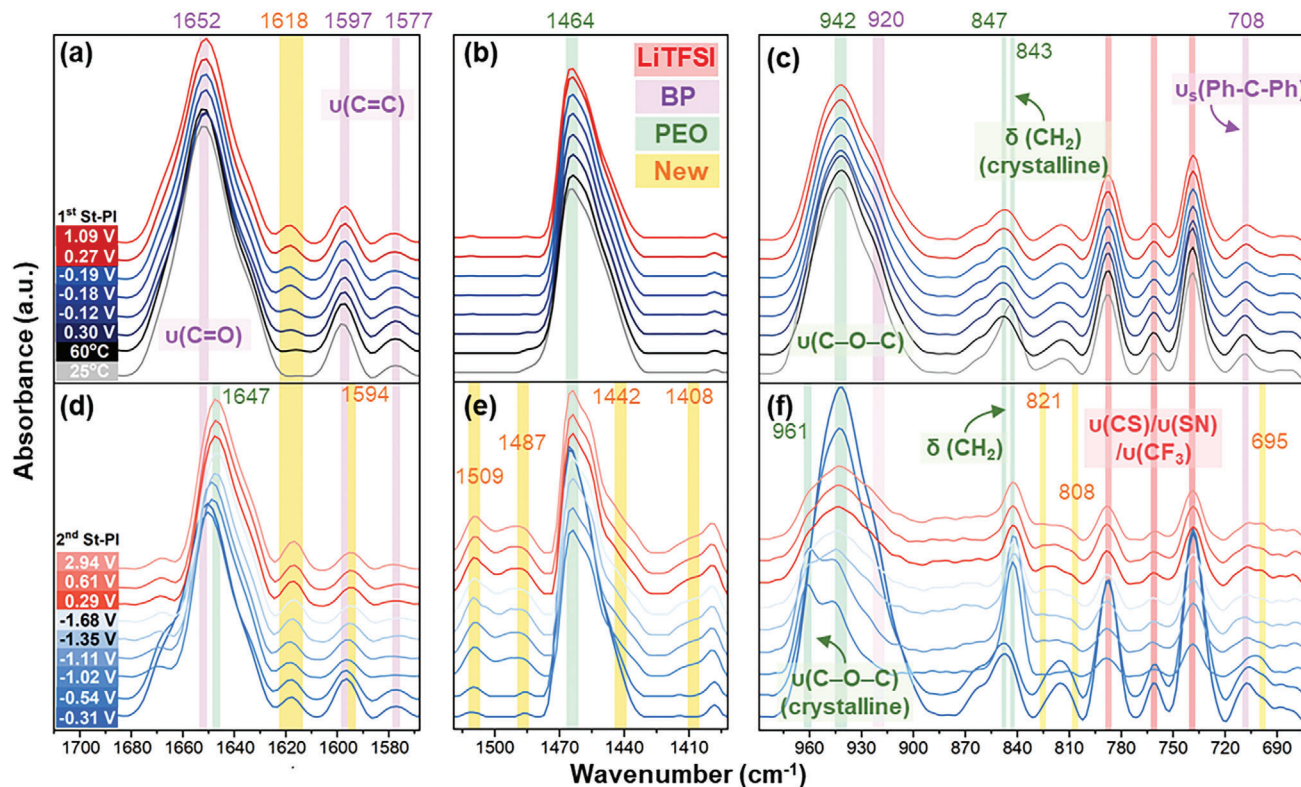 1652 1618 1597 1577 1464 942 920 847 708
843
(a)
υ(C=C)
υ(C=O)
(b)
LiTFSI
BP
PEO
New
(c)
υs(Ph-C-Ph)
δ (CH2)
(crystalline)
υ(C–O–C)
1st St-Pl
1.09 V
0.27 V
-0.19 V
-0.18 V
-0.12 V
0.30 V
60°C
25°C
Absorbance (a.u.)
(d)
1647 1594
(e)
1442 1408
1487
1509
(f)
961
δ (CH2)
821
υ(CS)/υ(SN)
/υ(CF3)
695
808
υ(C–O–C)
(crystalline)
2nd St-Pl
2.94 V
0.61 V
0.29 V
-1.68 V
-1.35 V
-1.11 V
-1.02 V
-0.54 V
-0.31 V
1700 1680 1660 1640 1620 1600 1580 1500 1470 1440 1410 960 930 900 870 840 810 780 750 720 690
Wavenumber (cm-1)